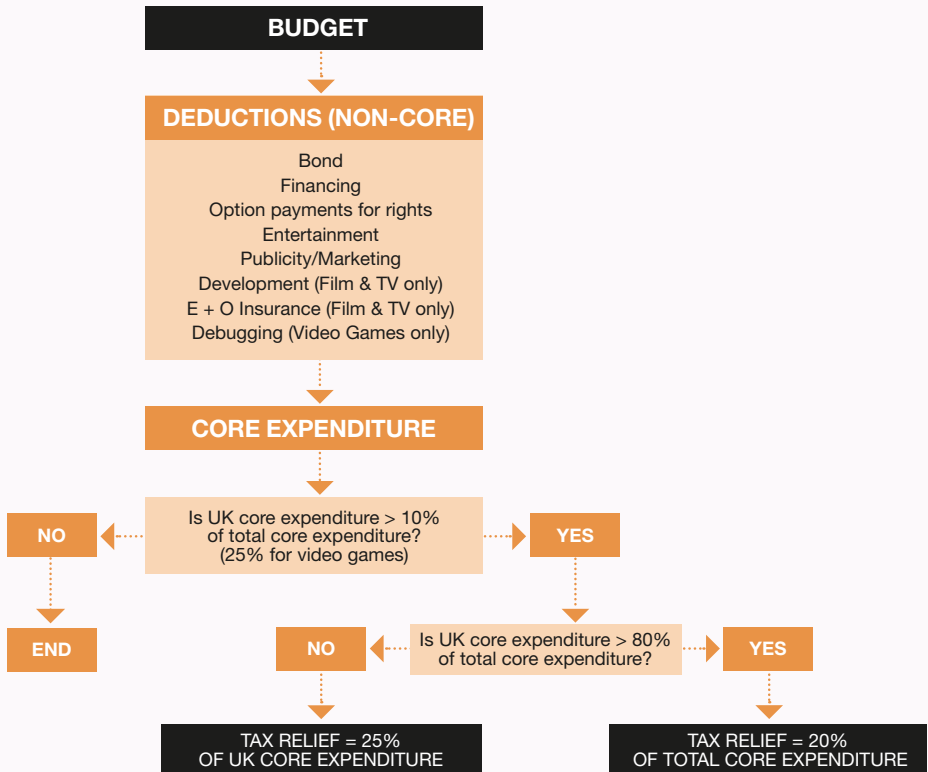 BUDGET
DEDUCTIONS (NON-CORE)
Bond
Financing
Option payments for rights
Entertainment
Publicity/Marketing
Development (Film & TV only)
E + O Insurance (Film & TV only)
Debugging (Video Games only)
CORE EXPENDITURE
Is UK core expenditure > 10%
of total core expenditure?
(25% for video games)
NO
YES
END
Is UK core expenditure > 80%
of total core expenditure?
NO
YES
TAX RELIEF = 25%
OF UK CORE EXPENDITURE
TAX RELIEF = 20%
OF TOTAL CORE EXPENDITURE